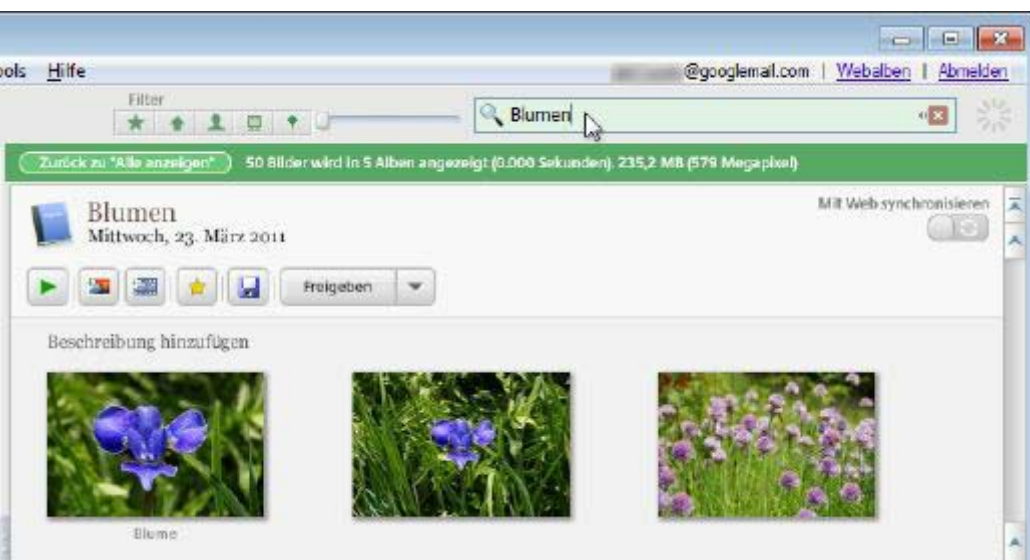 ools Hilfe
@googlemail.com | Webalben | Abmelden
Filter
Blumen
Zurück zu "Alle anzeigen" 50 Bilder wird in 5 Alben angezeigt (0.000 Sekunden). 235,2 MB (579 Megapixel)
Blumen
Mittwoch, 23. März 2011
Mit Web synchronisieren
Freigeben
Beschreibung hinzufügen
Blume